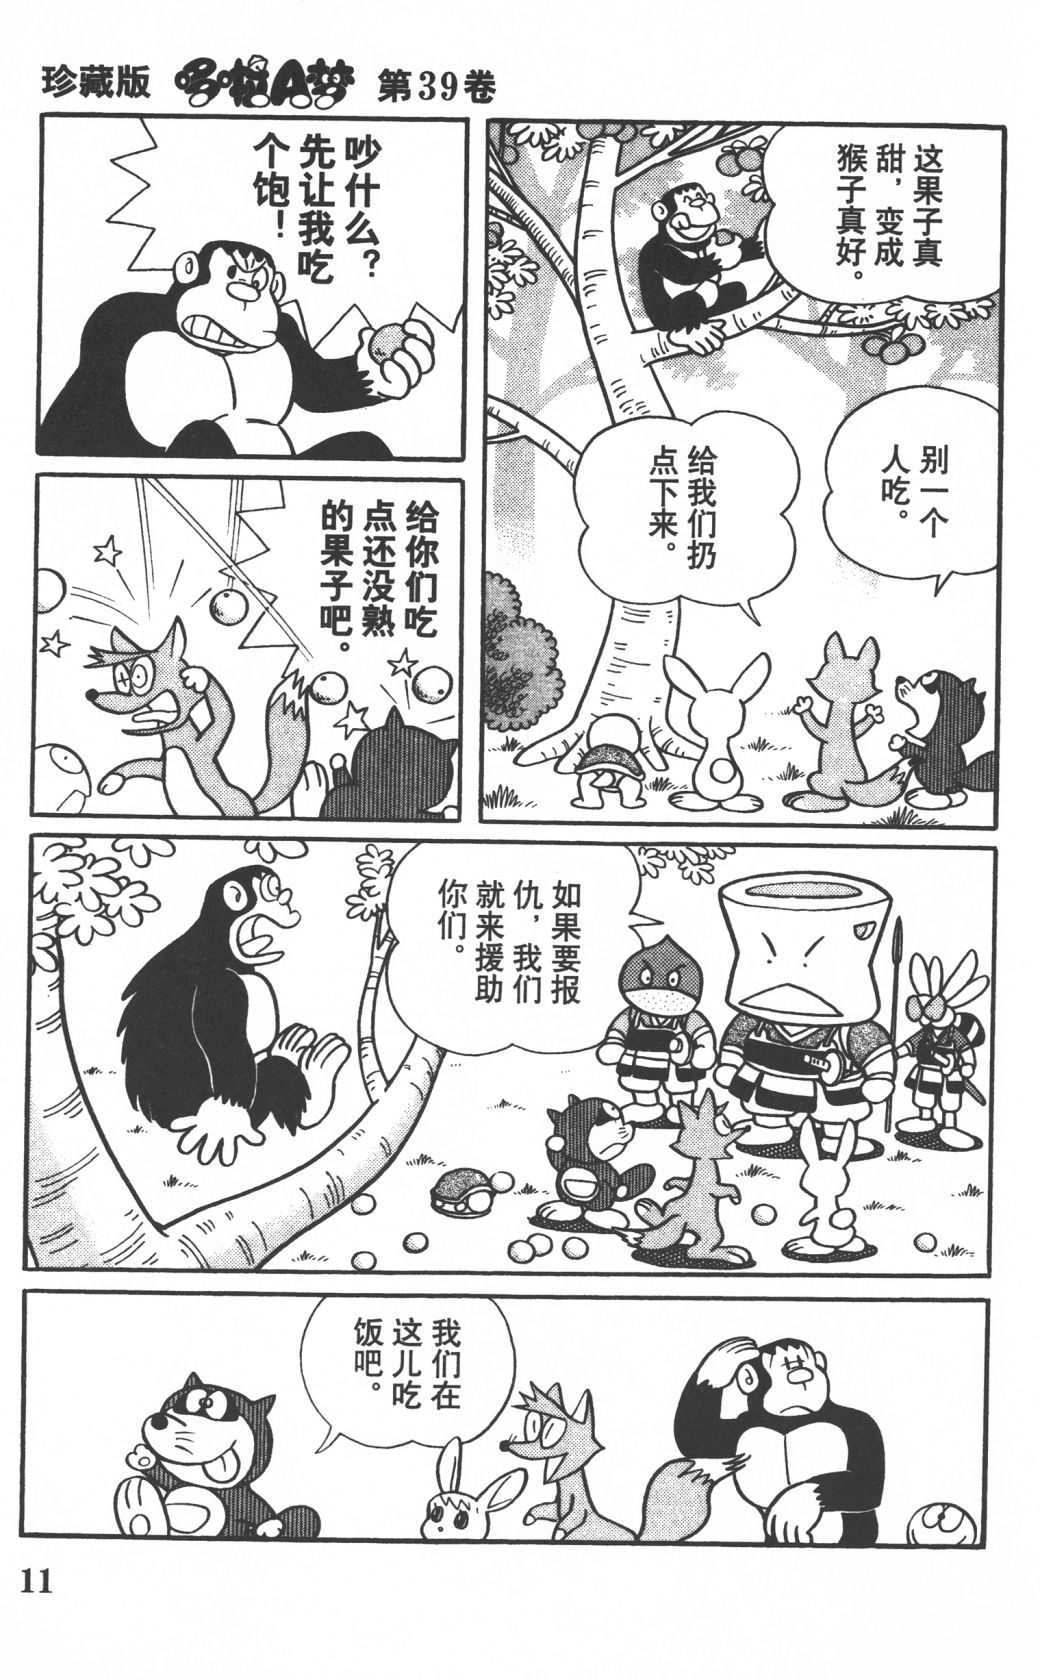 珍藏版 哆啦A梦 第39卷
这果子真
甜，变成
猴子真好。
别一个
人吃。
给我们扔
点下来。
吵什么？
先让我吃
个饱！
给你们吃
点还没熟
的果子吧。
如果要报
仇，我们
就来援助
你们。
我们在
这儿吃
饭吧。
11